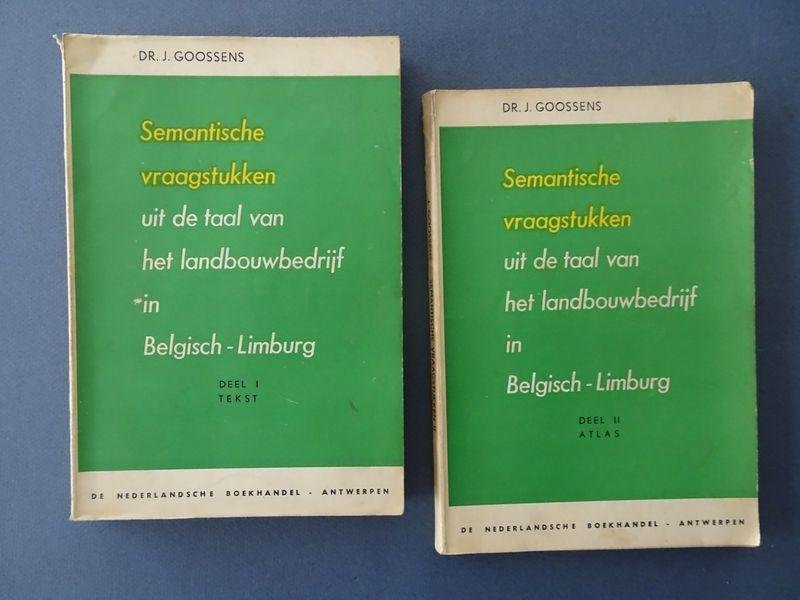 DR. J. GOOSSENS
Semantische
vraagstukken
uit de taal van
het landbouwbedrijf
in
Belgisch - Limburg
DEEL I
TEKST
DE NEDERLANDSCHE BOEKHANDEL - ANTWERPEN
DR. J. GOOSSENS
Semantische
vraagstukken
uit de taal van
het landbouwbedrijf
in
Belgisch - Limburg
DEEL II
ATLAS
DE NEDERLANDSCHE BOEKHANDEL - ANTWERPEN